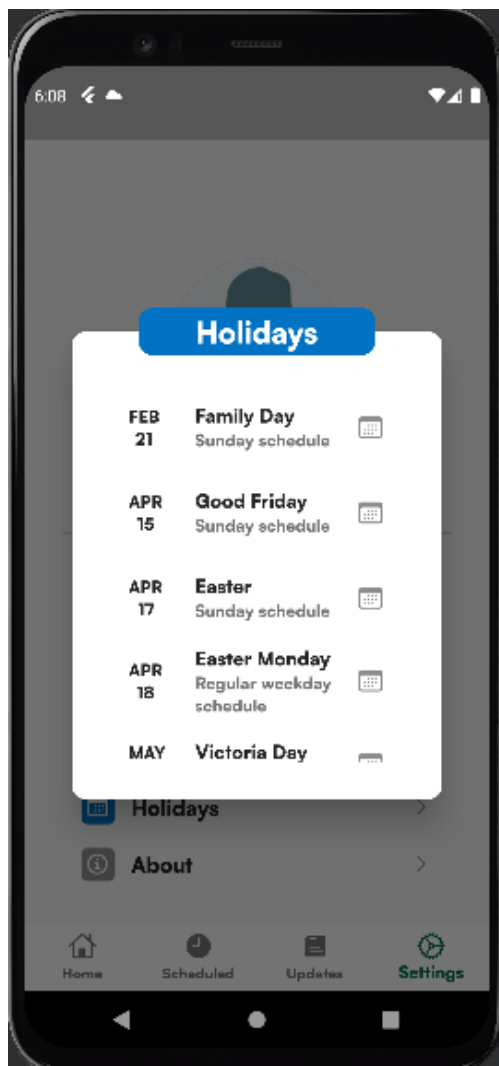 6:08
Holidays
FEB
21
Family Day
Sunday schedule
APR
15
Good Friday
Sunday schedule
APR
17
Easter
Sunday schedule
APR
18
Easter Monday
Regular weekday
schedule
MAY
Victoria Day
Holidays
About
Home
Scheduled
Updates
Settings